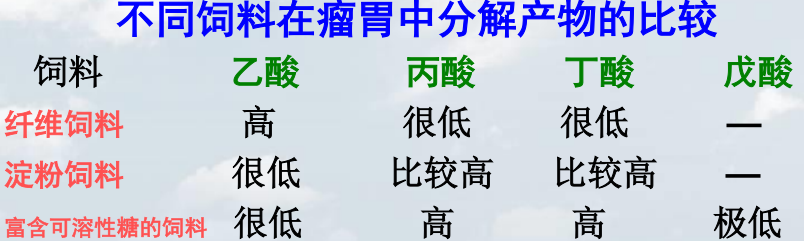 不同饲料在瘤胃中分解产物的比较
饲料 乙酸 丙酸 丁酸 戊酸
纤维饲料 高 很低 很低 —
淀粉饲料 很低 比较高 比较高 —
富含可溶性糖的饲料 很低 高 高 极低